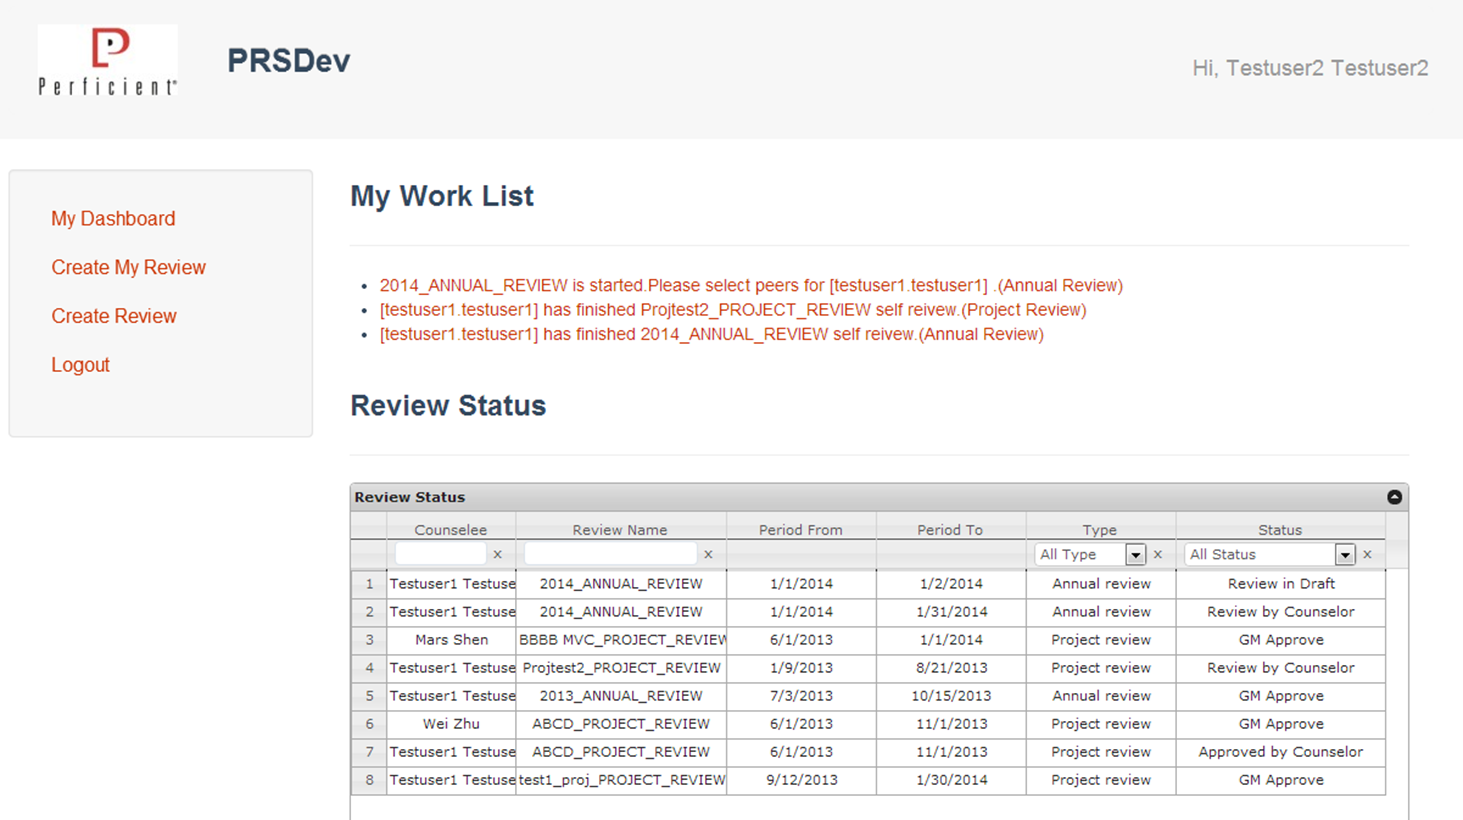 Perficient®
PRSDev
Hi, Testuser2 Testuser2
My Dashboard
Create My Review
Create Review
Logout
My Work List
• 2014_ANNUAL_REVIEW is started.Please select peers for [testuser1.testuser1] .(Annual Review)
• [testuser1.testuser1] has finished Projtest2_PROJECT_REVIEW self reivew.(Project Review)
• [testuser1.testuser1] has finished 2014_ANNUAL_REVIEW self reivew.(Annual Review)
Review Status
Review Status
Counselee Review Name Period From Period To Type Status
x x All Type x All Status x
1 Testuser1 Testuse 2014_ANNUAL_REVIEW 1/1/2014 1/2/2014 Annual review Review in Draft
2 Testuser1 Testuse 2014_ANNUAL_REVIEW 1/1/2014 1/31/2014 Annual review Review by Counselor
3 Mars Shen BBBB MVC_PROJECT_REVIEW 6/1/2013 1/1/2014 Project review GM Approve
4 Testuser1 Testuse Projtest2_PROJECT_REVIEW 1/9/2013 8/21/2013 Project review Review by Counselor
5 Testuser1 Testuse 2013_ANNUAL_REVIEW 7/3/2013 10/15/2013 Annual review GM Approve
6 Wei Zhu ABCD_PROJECT_REVIEW 6/1/2013 11/1/2013 Project review GM Approve
7 Testuser1 Testuse ABCD_PROJECT_REVIEW 6/1/2013 11/1/2013 Project review Approved by Counselor
8 Testuser1 Testuse test1_proj_PROJECT_REVIEW 9/12/2013 1/30/2014 Project review GM Approve